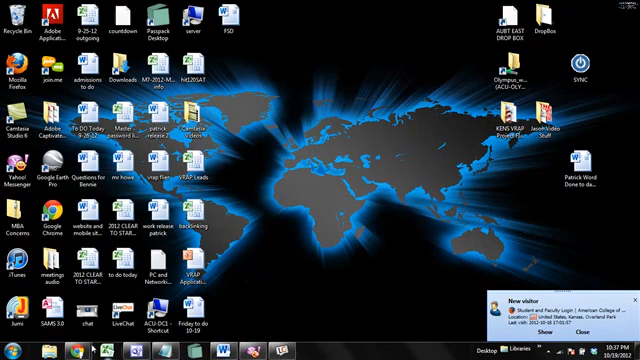 Recycle Bin
Adobe Application...
9-25-12 outgoing
countdown
Passpack Desktop
server
FSD
AUBT EAST DROP BOX
DropBox
Mozilla Firefox
join.me
admissions to do
Downloads
M7-2012-M... info
hit120SAT
Olympus_w... (ACU-OLY...
SYNC
Camtasia Studio 6
Adobe Captivate...
To DO Today 9-26-12
Master password li...
patrick release 2
Camtasia Videos
KENS VRAP Project F...
Jason Video Stuff
Yahoo! Messenger
Google Earth Pro
Questions for Bennie
mr howe
vrap flier
VRAP Leads
Patrick Word Done to da...
MBA Concerns
Google Chrome
website and mobile sit...
2012 CLEAR TO STAR...
work release patrick
backlinking
iTunes
meetings audio
2012 CLEAR TO STAR...
to do today
PC and Networki...
VRAP Applicati...
Jumi
SAMS 3.0
chat
LiveChat
ACU-DC1 - Shortcut
Friday to do 10-19
New visitor
Student and Faculty Login | American College of ...
Location: United States, Kansas, Overland Park
Last visit: 2012-10-18 17:01:57
Show
Close
Desktop
Libraries
10:37 PM
10/19/2012